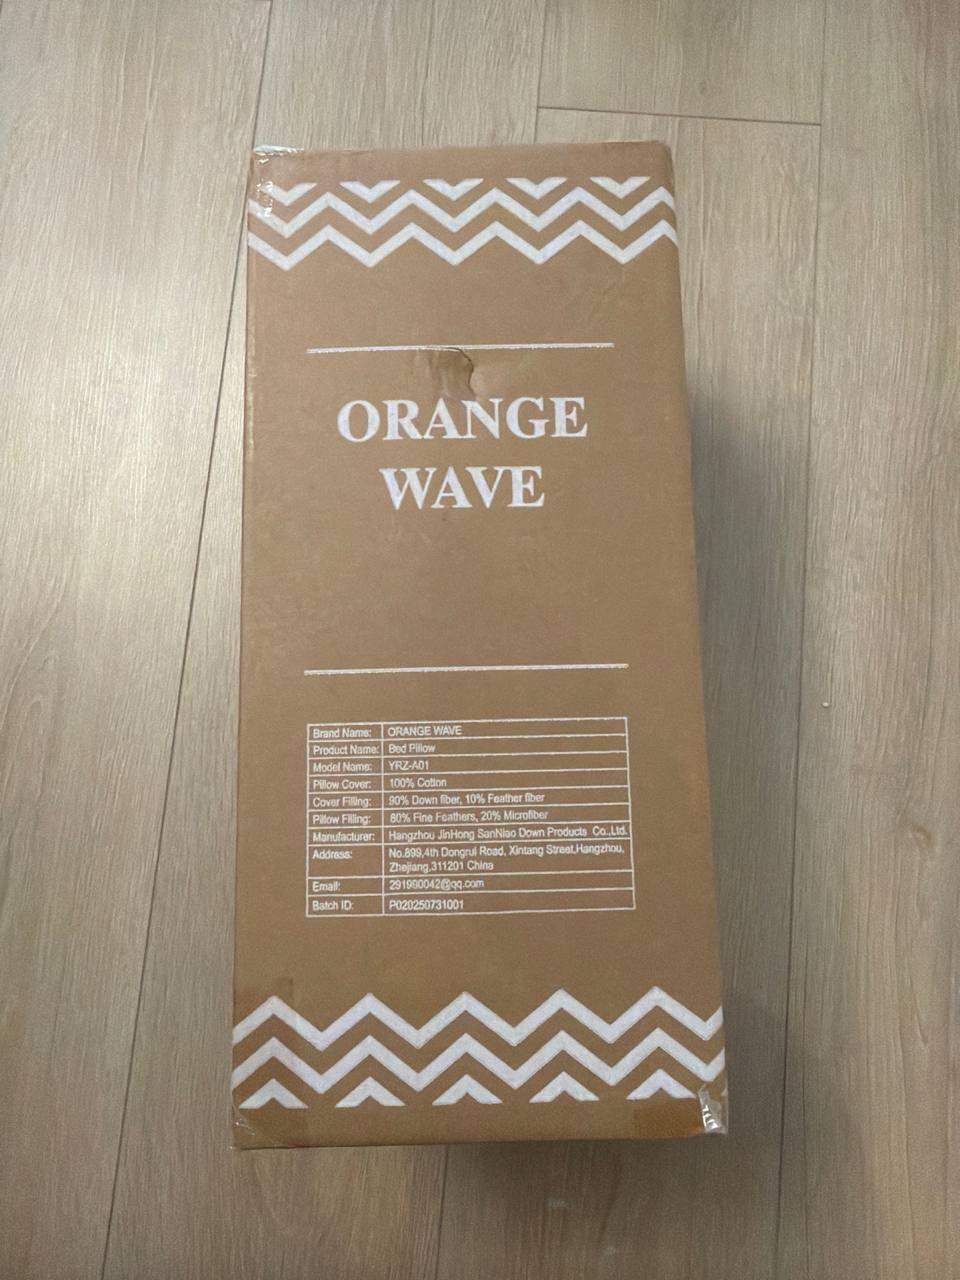 ORANGE
WAVE
Brand Name: ORANGE WAVE
Product Name: Bed Pillow
Model Name: YRZ-A01
Pillow Cover: 100% Cotton
Cover Filling: 90% Down fiber, 10% Feather fiber
Pillow Filling: 80% Fine Feathers, 20% Microfiber
Manufacturer: Hangzhou JinHong SanNiao Down Products Co.,Ltd.
Address: No.899,4th Dongrui Road, Xintang Street,Hangzhou,
Zhejiang,311201 China
Email: 291990042@qq.com
Batch ID: P020250731001